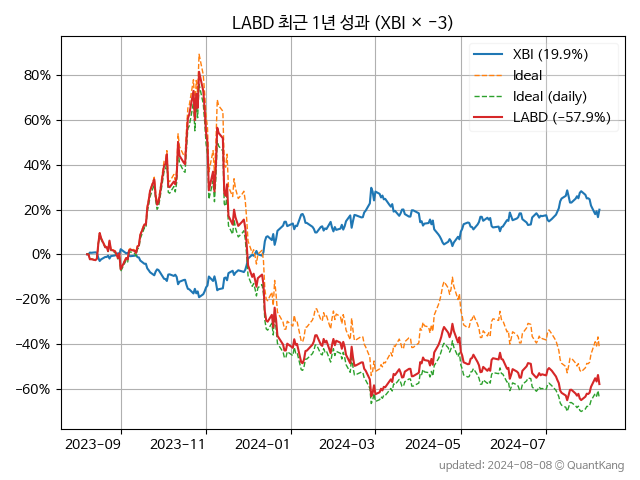 LABD 최근 1년 성과 (XBI × −3)
XBI (19.9%)
Ideal
Ideal (daily)
LABD (−57.9%)
80%
60%
40%
20%
0%
−20%
−40%
−60%
2023-09
2023-11
2024-01
2024-03
2024-05
2024-07
updated: 2024-08-08 © QuantKang